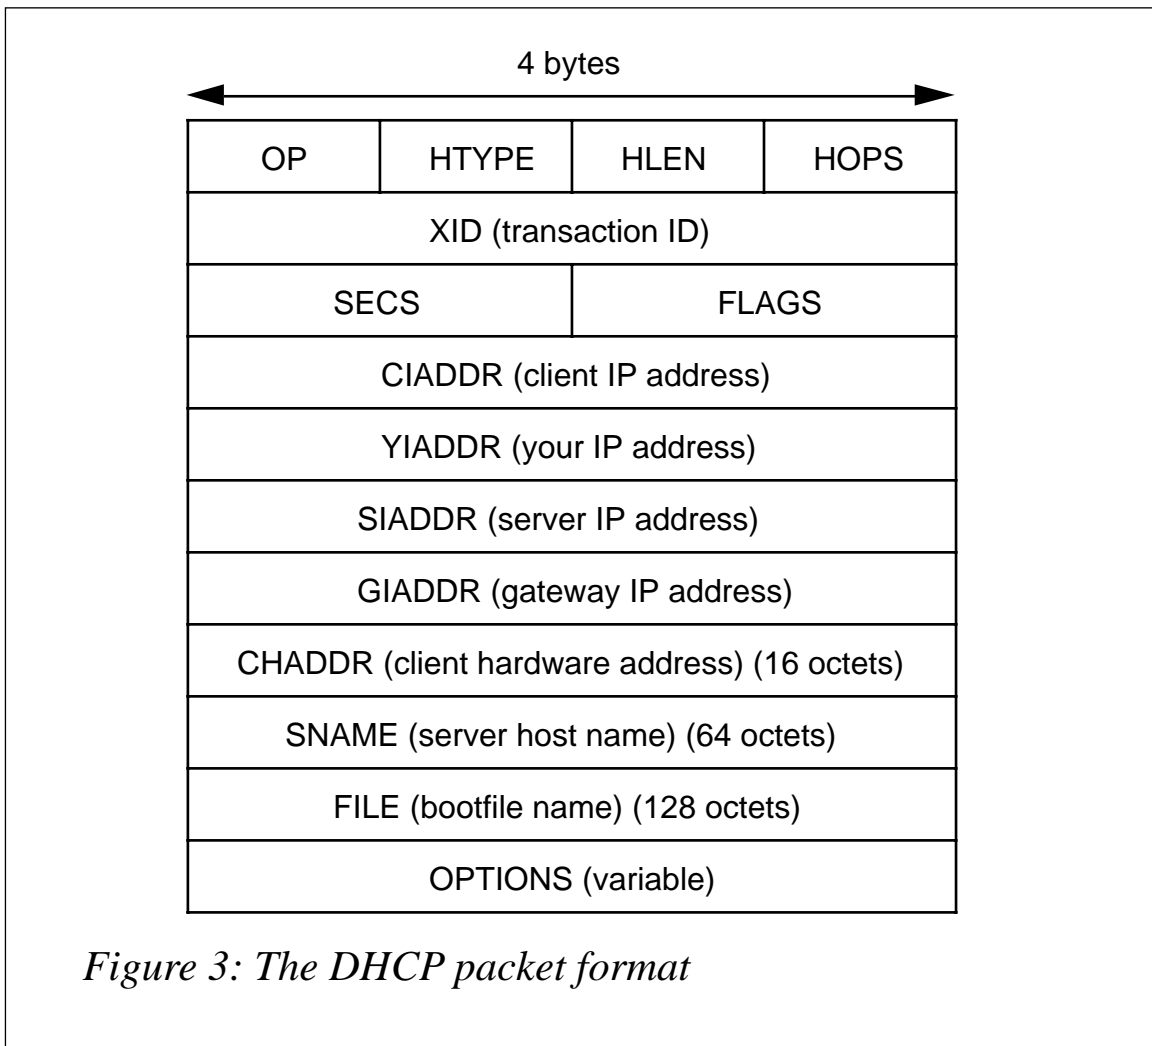 4 bytes
OP HTYPE HLEN HOPS
XID (transaction ID)
SECS FLAGS
CIADDR (client IP address)
YIADDR (your IP address)
SIADDR (server IP address)
GIADDR (gateway IP address)
CHADDR (client hardware address) (16 octets)
SNAME (server host name) (64 octets)
FILE (bootfile name) (128 octets)
OPTIONS (variable)
Figure 3: The DHCP packet format